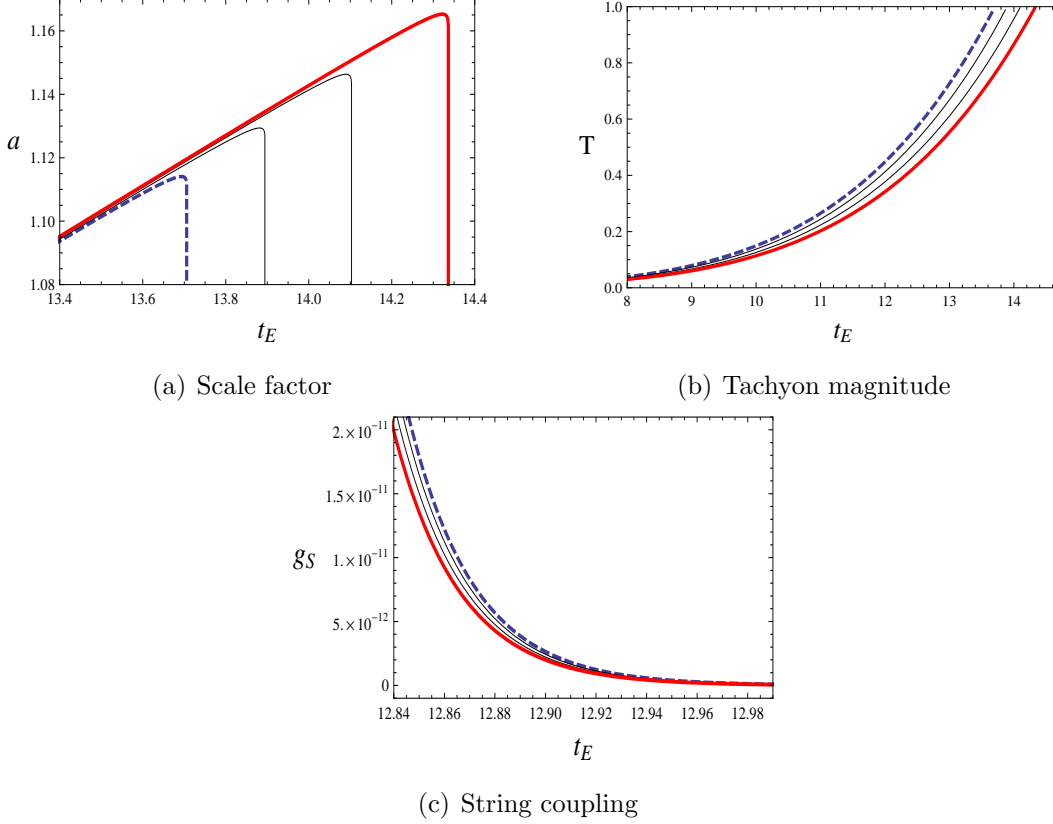 1.16
1.14
1.12
1.10
1.08
a
13.4 13.6 13.8 14.0 14.2 14.4
t_E
(a) Scale factor
1.0
0.8
0.6
0.4
0.2
0.0
T
8 9 10 11 12 13 14
t_E
(b) Tachyon magnitude
2.×10⁻¹¹
1.5×10⁻¹¹
1.×10⁻¹¹
5.×10⁻¹²
0
g_S
12.84 12.86 12.88 12.90 12.92 12.94 12.96 12.98
t_E
(c) String coupling